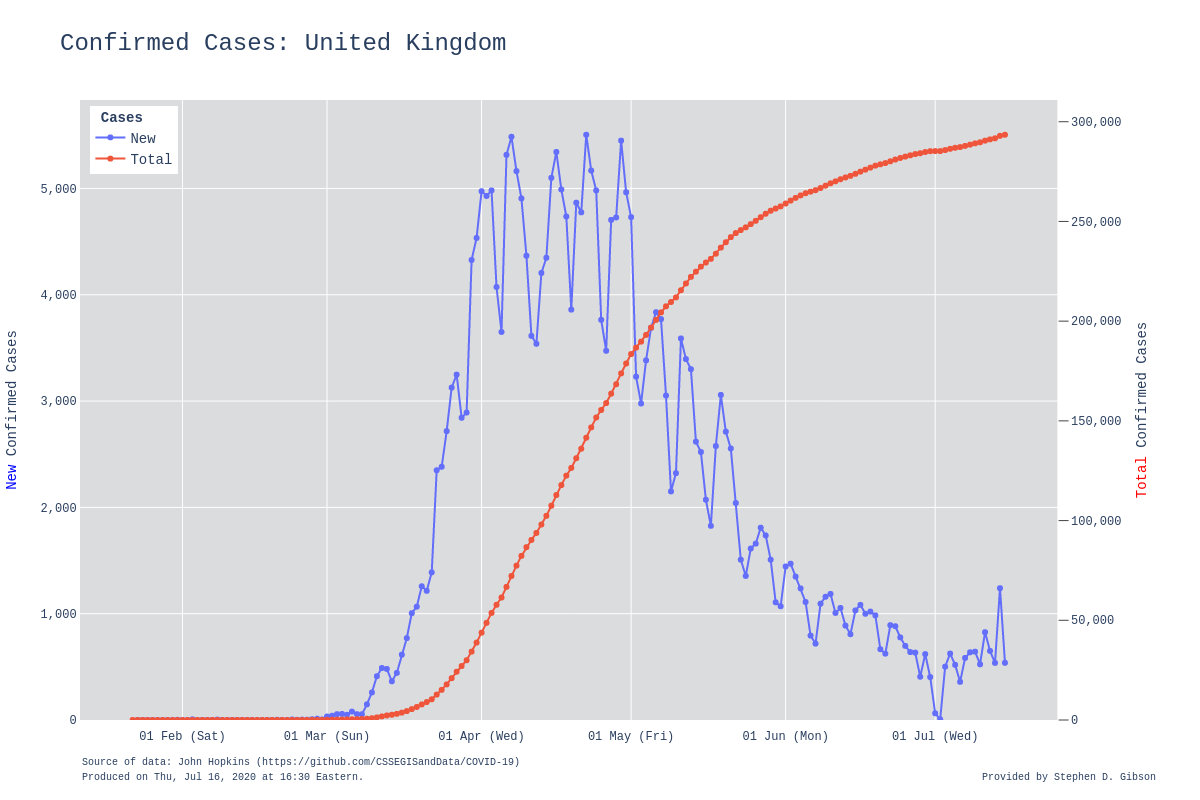 Confirmed Cases: United Kingdom
Cases
New
Total
5,000
4,000
3,000
2,000
1,000
0
New Confirmed Cases
300,000
250,000
200,000
150,000
100,000
50,000
0
Total Confirmed Cases
01 Feb (Sat)
01 Mar (Sun)
01 Apr (Wed)
01 May (Fri)
01 Jun (Mon)
01 Jul (Wed)
Source of data: John Hopkins (https://github.com/CSSEGISandData/COVID-19)
Produced on Thu, Jul 16, 2020 at 16:30 Eastern.
Provided by Stephen D. Gibson